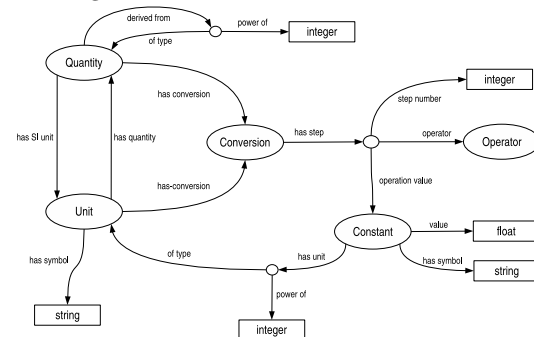 derived from
power of
integer
of type
Quantity
has conversion
integer
step number
has SI unit
has quantity
Conversion
has step
operator
Operator
has-conversion
operation value
Unit
Constant
value
float
of type
has unit
has symbol
has symbol
string
power of
string
integer